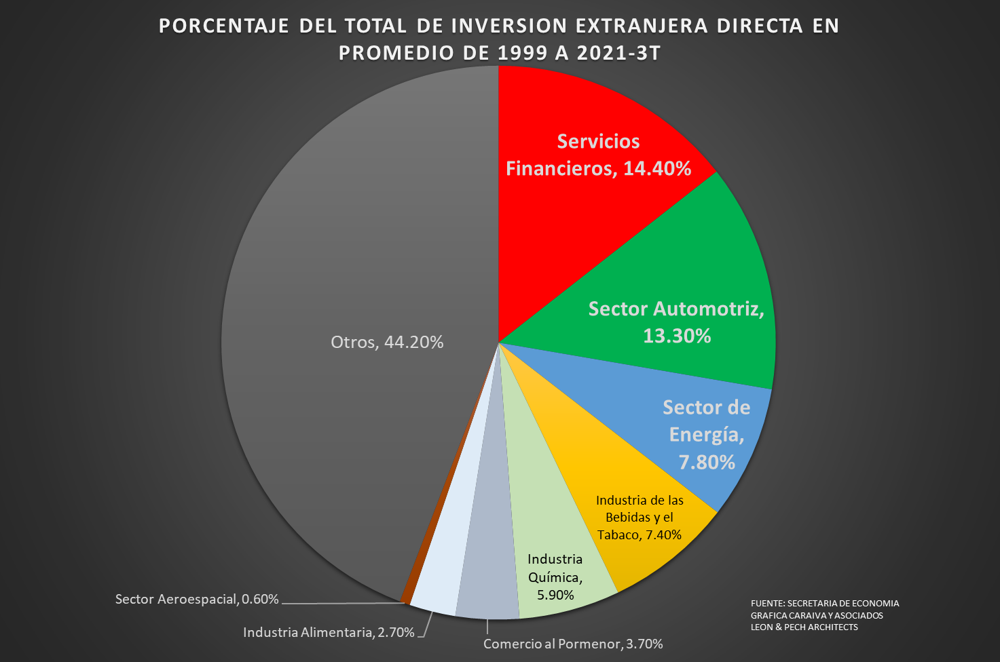 PORCENTAJE DEL TOTAL DE INVERSION EXTRANJERA DIRECTA EN
PROMEDIO DE 1999 A 2021-3T
Servicios
Financieros, 14.40%
Sector Automotriz,
13.30%
Otros, 44.20%
Sector de
Energía,
7.80%
Industria de las
Bebidas y el
Tabaco, 7.40%
Industria
Química,
5.90%
Sector Aeroespacial, 0.60%
Industria Alimentaria, 2.70%
Comercio al Pormenor, 3.70%
FUENTE: SECRETARIA DE ECONOMIA
GRAFICA CARAIVA Y ASOCIADOS
LEON & PECH ARCHITECTS